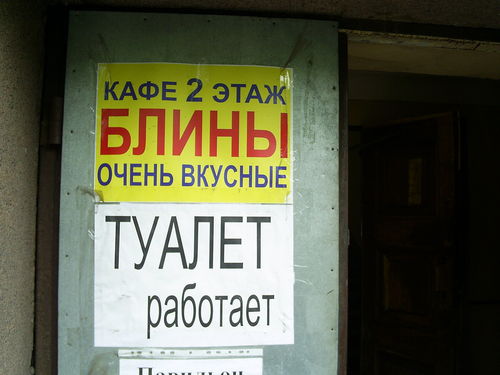 КАФЕ 2 ЭТАЖ
БЛИНЫ
ОЧЕНЬ ВКУСНЫЕ
ТУАЛЕТ
работает